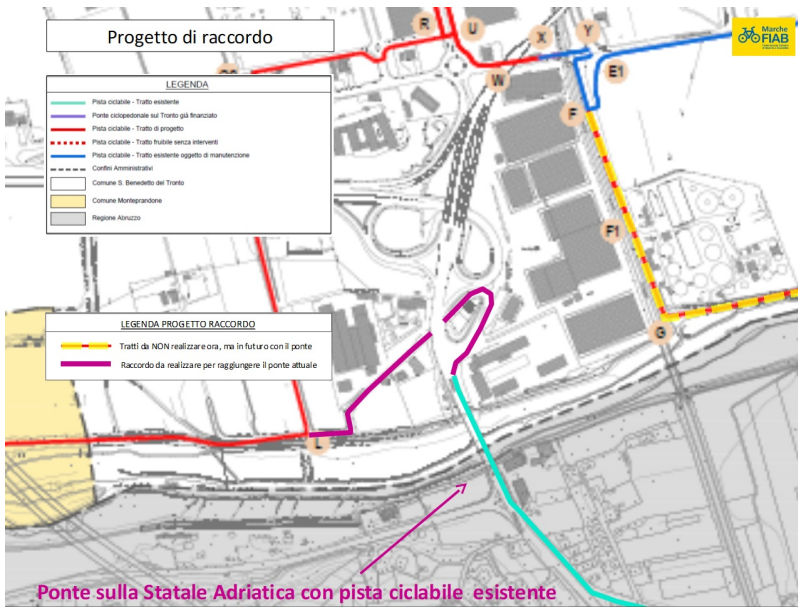 Progetto di raccordo
R
U
X
Y
Marche
FIAB
W
E1
F
LEGENDA
Pista ciclabile - Tratto esistente
Ponte ciclopedonale sul Tronto già finanziato
Pista ciclabile - Tratto di progetto
Pista ciclabile - Tratto fruibile senza interventi
Pista ciclabile - Tratto esistente oggetto di manutenzione
Confini Amministrativi
Comune S. Benedetto del Tronto
Comune Monteprandone
Regione Abruzzo
F1
G
LEGENDA PROGETTO RACCORDO
Tratti da NON realizzare ora, ma in futuro con il ponte
Raccordo da realizzare per raggiungere il ponte attuale
L
Ponte sulla Statale Adriatica con pista ciclabile esistente